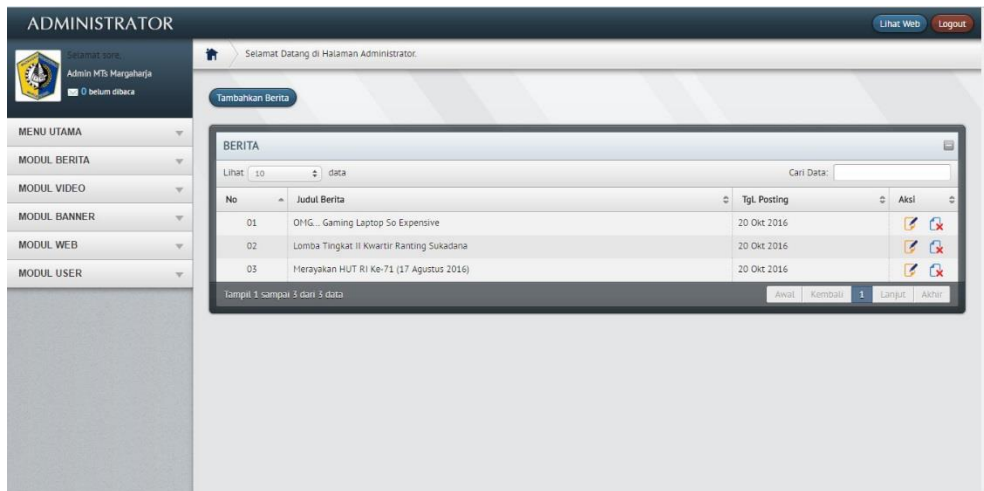 ADMINISTRATOR
Lihat Web
Logout
Selamat sore,
Admin MTs Margaharja
0 belum dibaca
Selamat Datang di Halaman Administrator.
MENU UTAMA
MODUL BERITA
MODUL VIDEO
MODUL BANNER
MODUL WEB
MODUL USER
Tambahkan Berita
BERITA
Lihat 10 data Cari Data:
No Judul Berita Tgl. Posting Aksi
01 OMG... Gaming Laptop So Expensive 20 Okt 2016
02 Lomba Tingkat II Kwartir Ranting Sukadana 20 Okt 2016
03 Merayakan HUT RI Ke-71 (17 Agustus 2016) 20 Okt 2016
Tampil 1 sampai 3 dari 3 data Awal Kembali 1 Lanjut Akhir